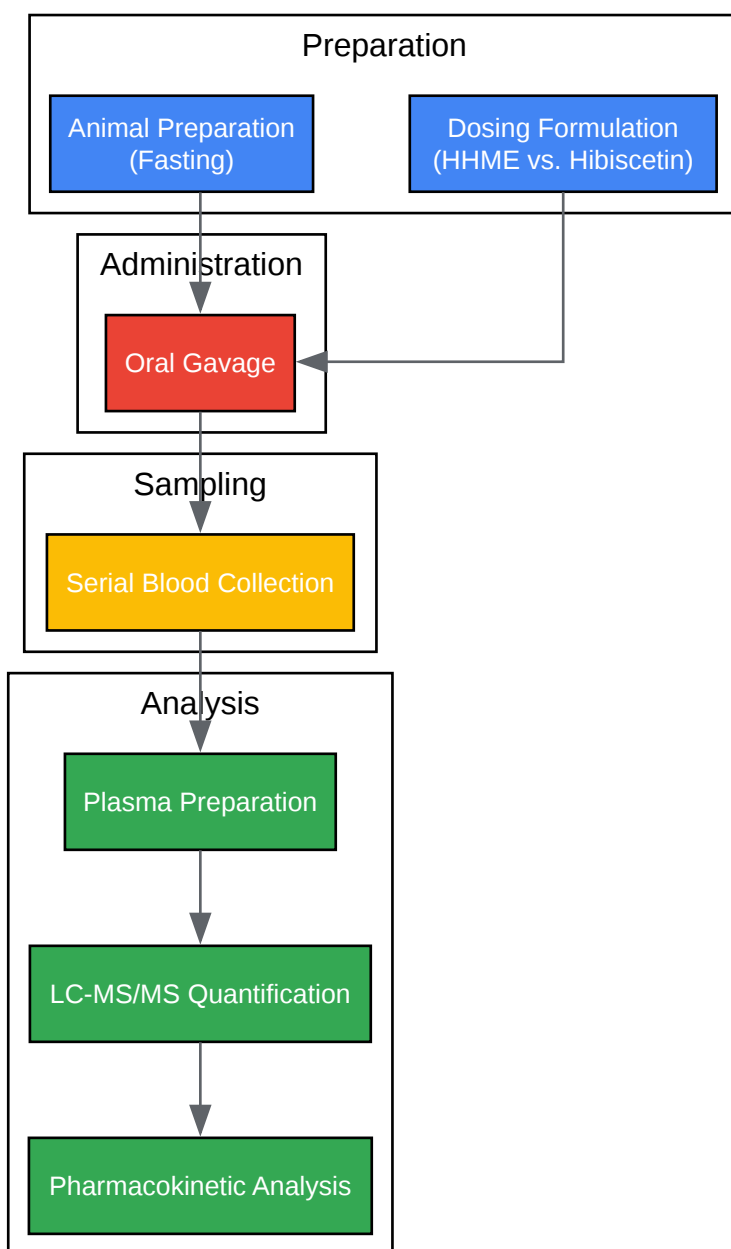 Preparation
Animal Preparation
(Fasting)
Dosing Formulation
(HHME vs. Hibiscetin)
Administration
Oral Gavage
Sampling
Serial Blood Collection
Analysis
Plasma Preparation
LC-MS/MS Quantification
Pharmacokinetic Analysis